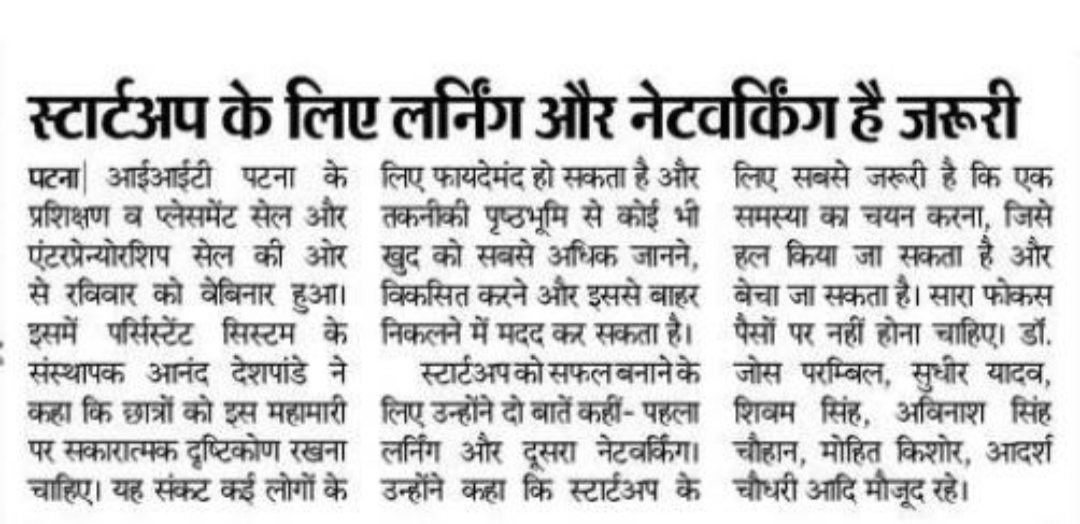 स्टार्टअप के लिए लर्निंग और नेटवर्किंग है जरूरी
पटना| आईआईटी पटना के
प्रशिक्षण व प्लेसमेंट सेल और
एंटरप्रेन्योरशिप सेल की ओर
से रविवार को वेबिनार हुआ।
इसमें पर्सिस्टेंट सिस्टम के
संस्थापक आनंद देशपांडे ने
कहा कि छात्रों को इस महामारी
पर सकारात्मक दृष्टिकोण रखना
चाहिए। यह संकट कई लोगों के
लिए फायदेमंद हो सकता है और
तकनीकी पृष्ठभूमि से कोई भी
खुद को सबसे अधिक जानने,
विकसित करने और इससे बाहर
निकलने में मदद कर सकता है।
स्टार्टअप को सफल बनाने के
लिए उन्होंने दो बातें कहीं- पहला
लर्निंग और दूसरा नेटवर्किंग।
उन्होंने कहा कि स्टार्टअप के
लिए सबसे जरूरी है कि एक
समस्या का चयन करना, जिसे
हल किया जा सकता है और
बेचा जा सकता है। सारा फोकस
पैसों पर नहीं होना चाहिए। डॉ.
जोस परम्बिल, सुधीर यादव,
शिवम सिंह, अविनाश सिंह
चौहान, मोहित किशोर, आदर्श
चौधरी आदि मौजूद रहे।